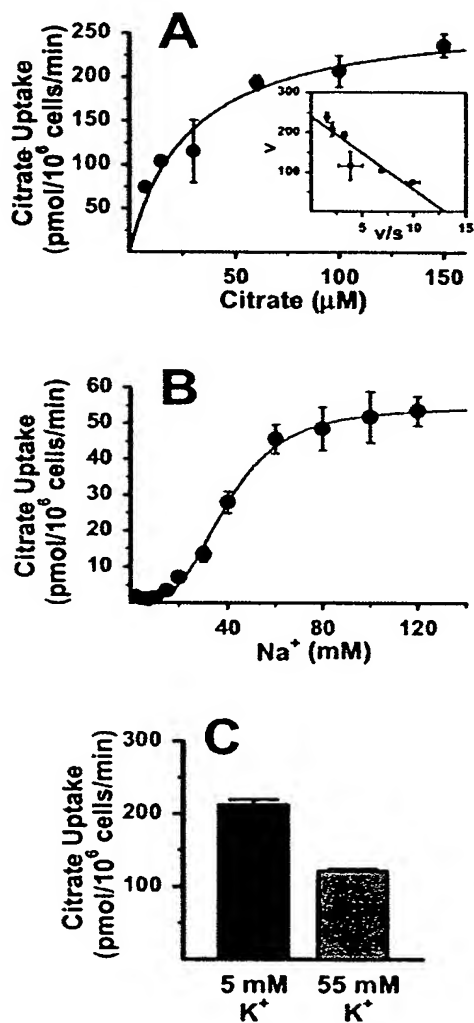 A
Citrate Uptake
(pmol/10⁶ cells/min)
250
200
150
100
50
50
100
150
Citrate (µM)
V
300
200
100
5
10
15
v/s
B
Citrate Uptake
(pmol/10⁶ cells/min)
60
50
40
30
20
10
40
80
120
Na⁺ (mM)
C
Citrate Uptake
(pmol/10⁶ cells/min)
300
200
100
5 mM
K⁺
55 mM
K⁺